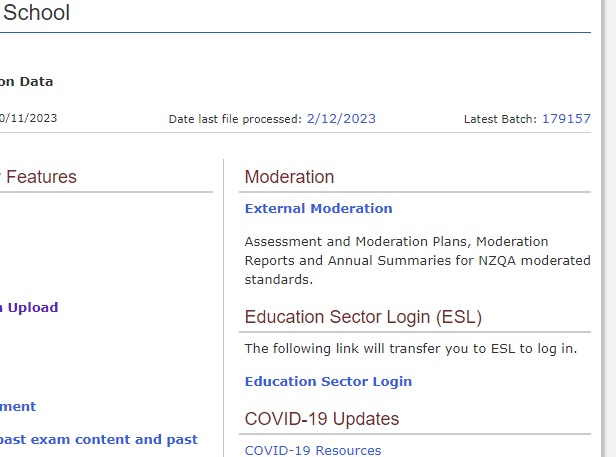 School
on Data
0/11/2023 Date last file processed: 2/12/2023 Latest Batch: 179157
Features
Moderation
External Moderation
Assessment and Moderation Plans, Moderation
Reports and Annual Summaries for NZQA moderated
standards.
Upload
Education Sector Login (ESL)
The following link will transfer you to ESL to log in.
Education Sector Login
ment
COVID-19 Updates
past exam content and past
COVID-19 Resources